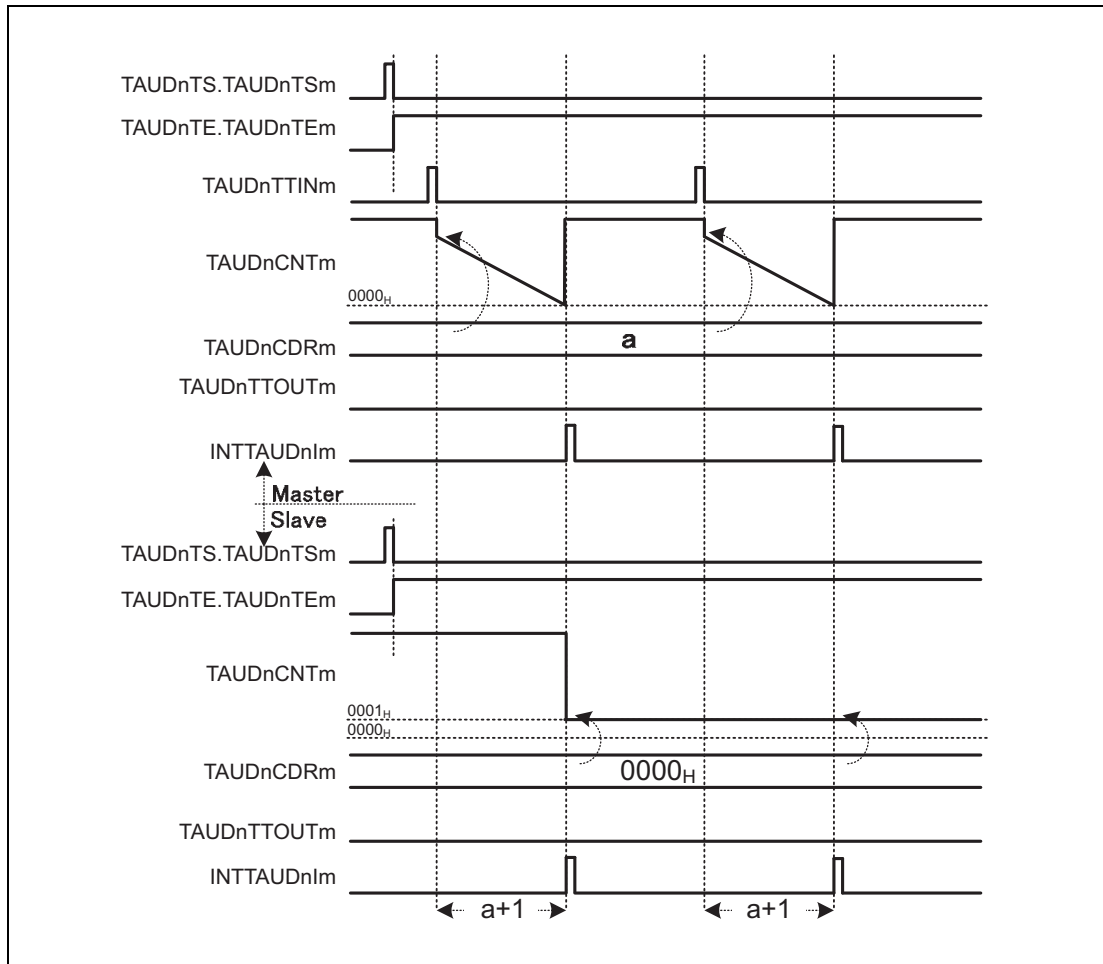 TAUDnTS.TAUDnTSm
TAUDnTE.TAUDnTEm
TAUDnTTINm
TAUDnCNTm
0000H
a
TAUDnCDRm
TAUDnTTOUTm
INTTAUDnIm
Master
Slave
TAUDnTS.TAUDnTSm
TAUDnTE.TAUDnTEm
TAUDnCNTm
0001H
0000H
TAUDnCDRm
0000H
TAUDnTTOUTm
INTTAUDnIm
a+1 a+1